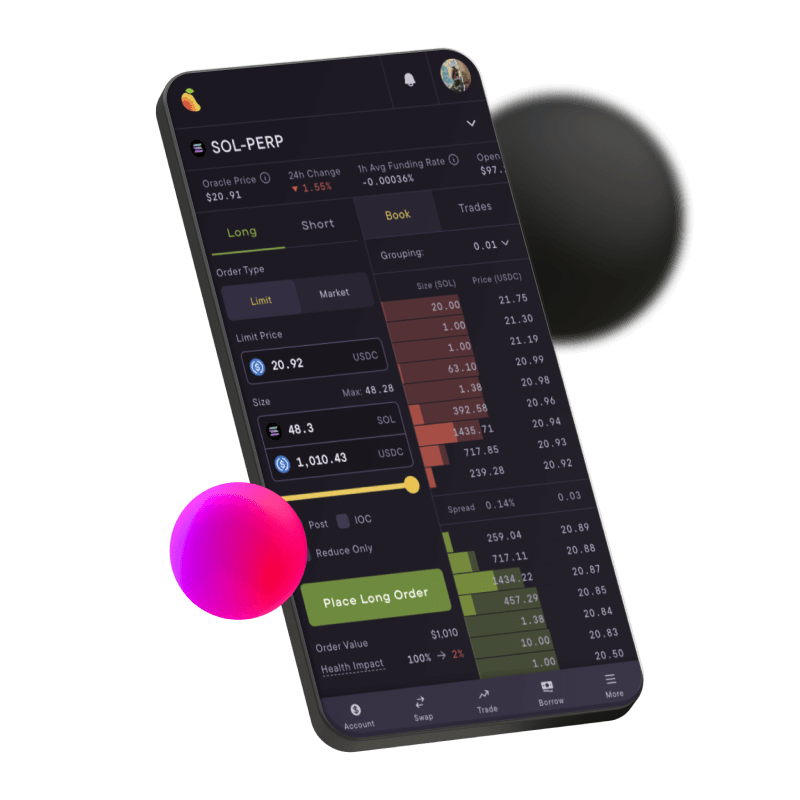 SOL-PERP
Oracle Price
$20.91
24h Change
▼ 1.55%
1h Avg Funding Rate
-0.00036%
Open
$97.
Long
Short
Order Type
Limit
Market
Limit Price
20.92 USDC
Size
Max: 48.28
48.3 SOL
1,010.43 USDC
Post
IOC
Reduce Only
Place Long Order
Order Value $1,010
Health Impact 100% → 2%
Book
Trades
Grouping: 0.01
Size (SOL) Price (USDC)
20.00 21.75
1.00 21.30
1.00 21.19
63.10 20.99
1.38 20.98
392.58 20.96
1435.71 20.94
717.85 20.93
239.28 20.92
Spread 0.14% 0.03
259.04 20.89
717.11 20.88
1434.22 20.87
457.29 20.85
1.38 20.84
10.00 20.83
1.00 20.50
Account
Swap
Trade
Borrow
More